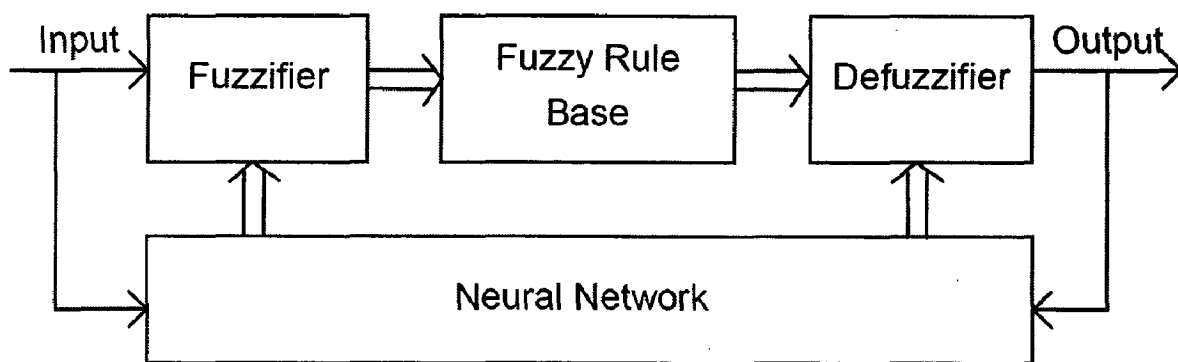 Input
Fuzzifier
Fuzzy Rule
Base
Defuzzifier
Output
Neural Network